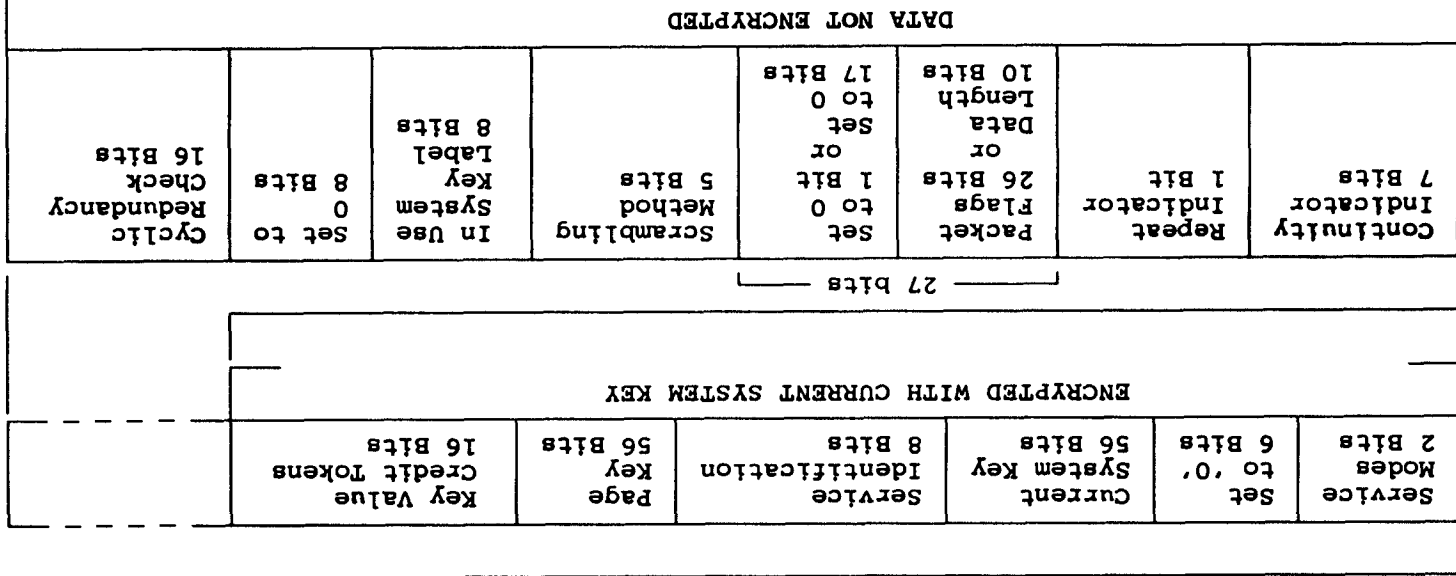 Service
Modes
2 Bits
Set
to '0'
6 Bits
Current
System Key
56 Bits
Service
Identification
8 Bits
Page
Key
56 Bits
Key Value
Credit Tokens
16 Bits
ENCRYPTED WITH CURRENT SYSTEM KEY
27 bits
Continuity
Indicator
7 Bits
Repeat
Indicator
1 Bit
Packet
Flags
26 Bits
or
Data
Length
10 Bits
Set
to 0
1 Bit
or
Set
to 0
17 Bits
Scrambling
Method
5 Bits
In Use
System
Key
Label
8 Bits
Set to
0
8 Bits
Cyclic
Redundancy
Check
16 Bits
DATA NOT ENCRYPTED